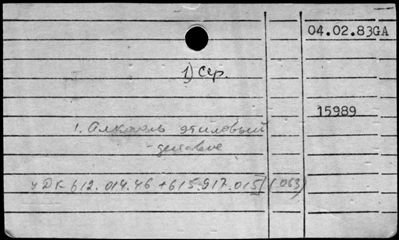 04.02.83GA
1) Сер.
15989
1. Алкоголь этиловый
- действие
УДК 612.014.46+615.917.015(063)